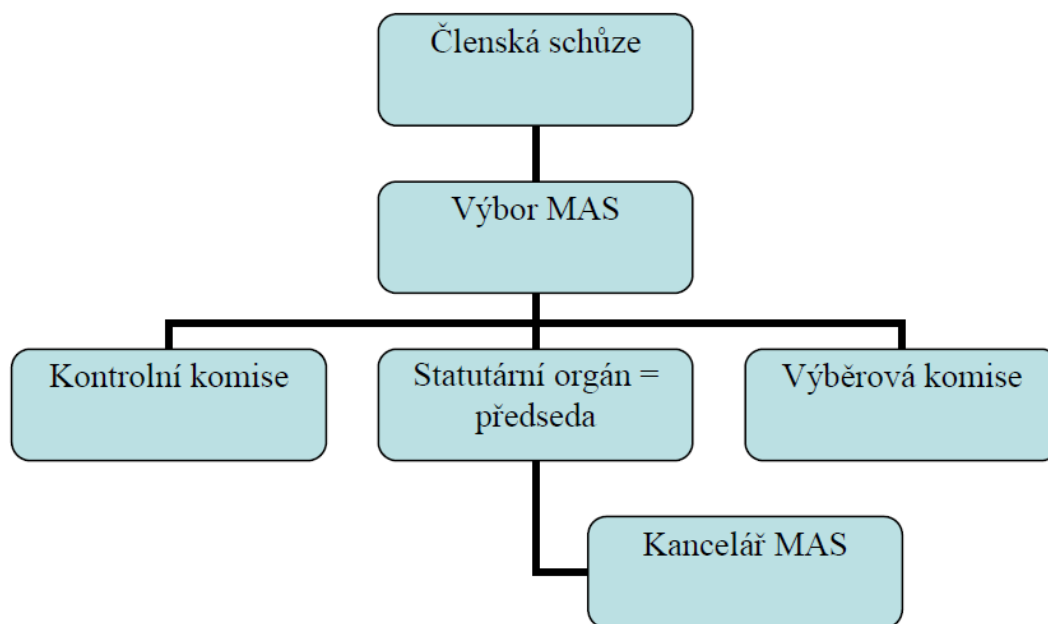 Členská schůze
Výbor MAS
Kontrolní komise
Statutární orgán =
předseda
Výběrová komise
Kancelář MAS